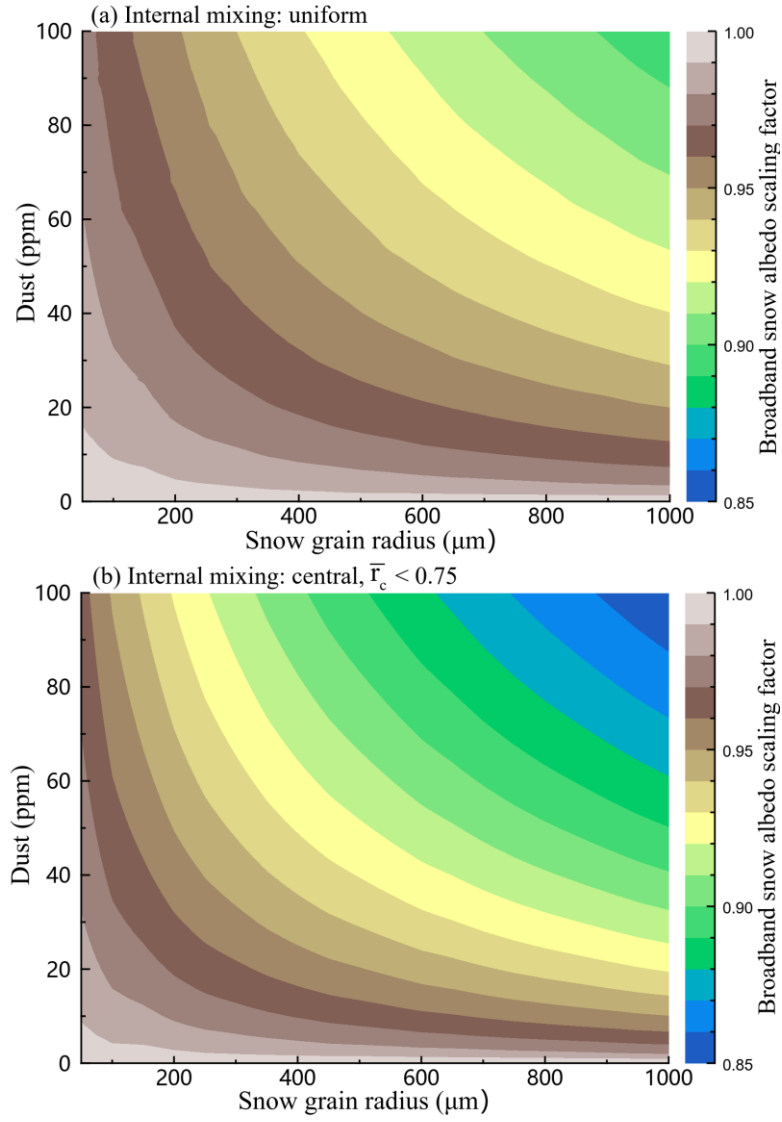 (a) Internal mixing: uniform
100
80
60
40
20
0
Dust (ppm)
200 400 600 800 1000
Snow grain radius (μm)
1.00
0.95
0.90
0.85
Broadband snow albedo scaling factor
(b) Internal mixing: central, r̅c < 0.75
100
80
60
40
20
0
Dust (ppm)
200 400 600 800 1000
Snow grain radius (μm)
1.00
0.95
0.90
0.85
Broadband snow albedo scaling factor